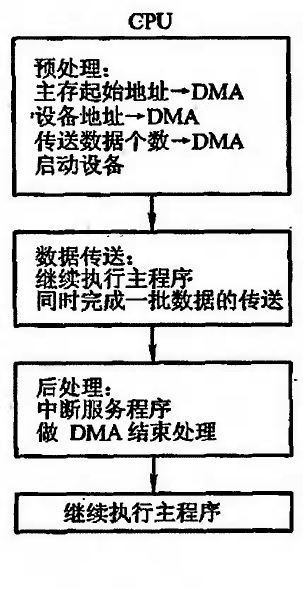 CPU
预处理：
主存起始地址→DMA
设备地址→DMA
传送数据个数→DMA
启动设备
数据传送：
继续执行主程序
同时完成一批数据的传送
后处理：
中断服务程序
做 DMA 结束处理
继续执行主程序